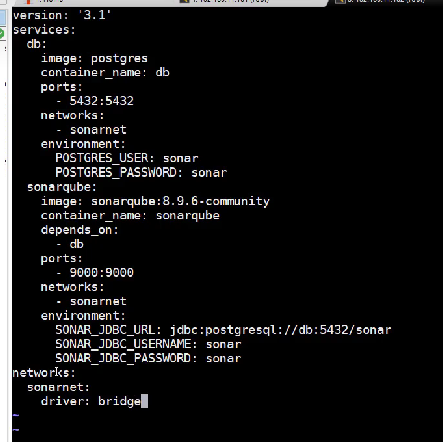 version: '3.1'
services:
  db:
    image: postgres
    container_name: db
    ports:
      - 5432:5432
    networks:
      - sonarnet
    environment:
      POSTGRES_USER: sonar
      POSTGRES_PASSWORD: sonar
  sonarqube:
    image: sonarqube:8.9.6-community
    container_name: sonarqube
    depends_on:
      - db
    ports:
      - 9000:9000
    networks:
      - sonarnet
    environment:
      SONAR_JDBC_URL: jdbc:postgresql://db:5432/sonar
      SONAR_JDBC_USERNAME: sonar
      SONAR_JDBC_PASSWORD: sonar
networks:
  sonarnet:
    driver: bridge
~
~